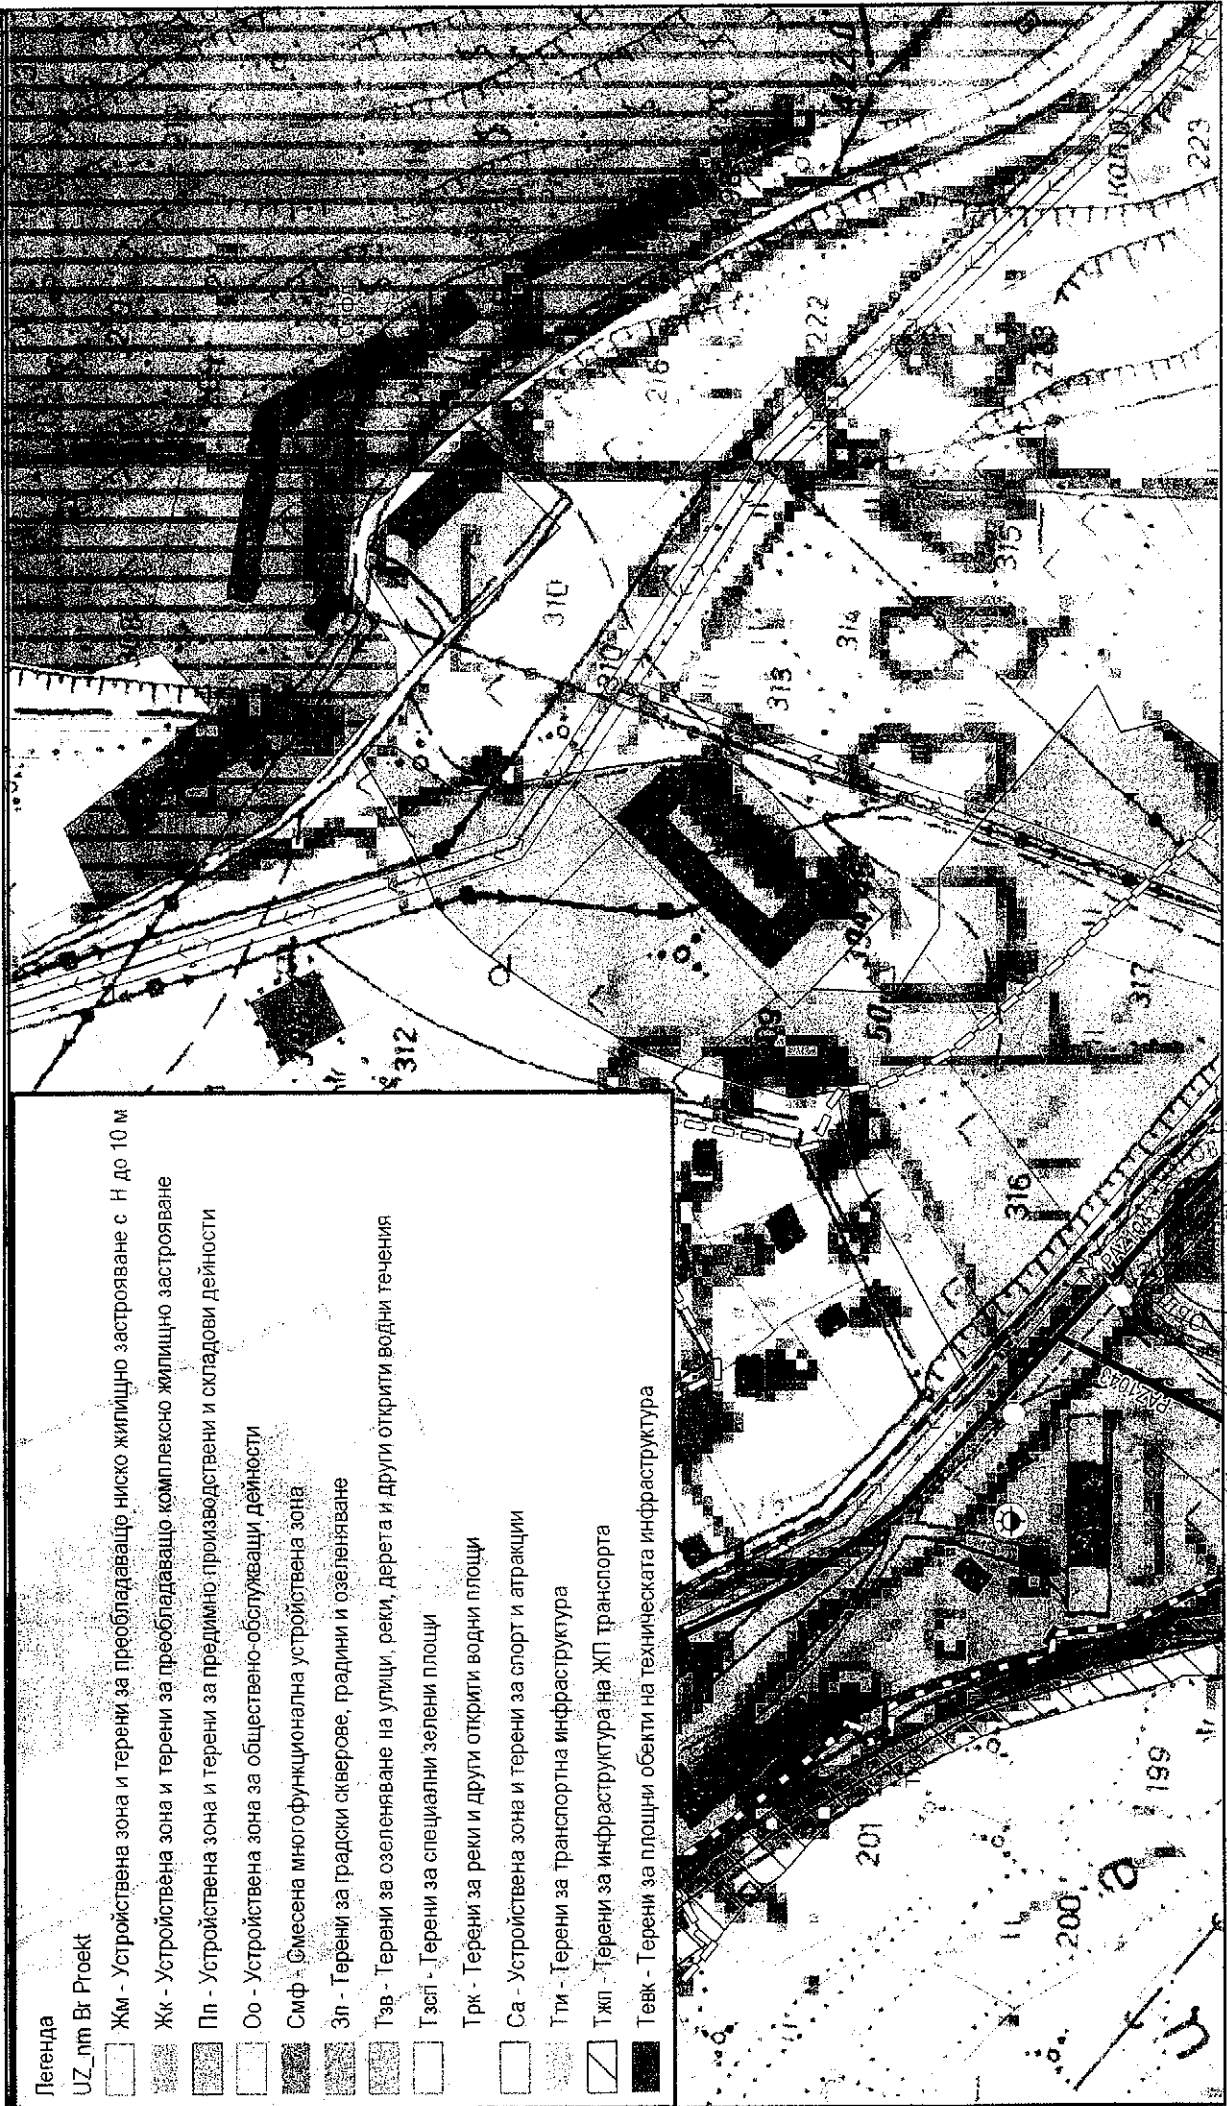 Легенда
UZ_nm Br Proekt
Жм - Устройствена зона и терени за преобладаващо ниско жилищно застрояване с H до 10 м
Жк - Устройствена зона и терени за преобладаващо комплексно жилищно застрояване
Пп - Устройствена зона и терени за предимно производствени и складови дейности
Оо - Устройствена зона за обществено-обслужващи дейности
Смф - Смесена многофункционална устройствена зона
Зп - Терени за градски скверове, градини и озеленяване
Тзв - Терени за озеленяване на улици, реки, дерета и други открити водни течения
Тзсп - Терени за специални зелени площи
Трк - Терени за реки и други открити водни площи
Са - Устройствена зона и терени за спорт и атракции
Тти - Терени за транспортна инфраструктура
Тжп - Терени за инфраструктура на ЖП транспорта
Тевк - Терени за площни обекти на техническата инфраструктура
312
310
310
216
222
223
218
313
314
315
316
317
50
201
200
199
PAZ1043
PAZ1043